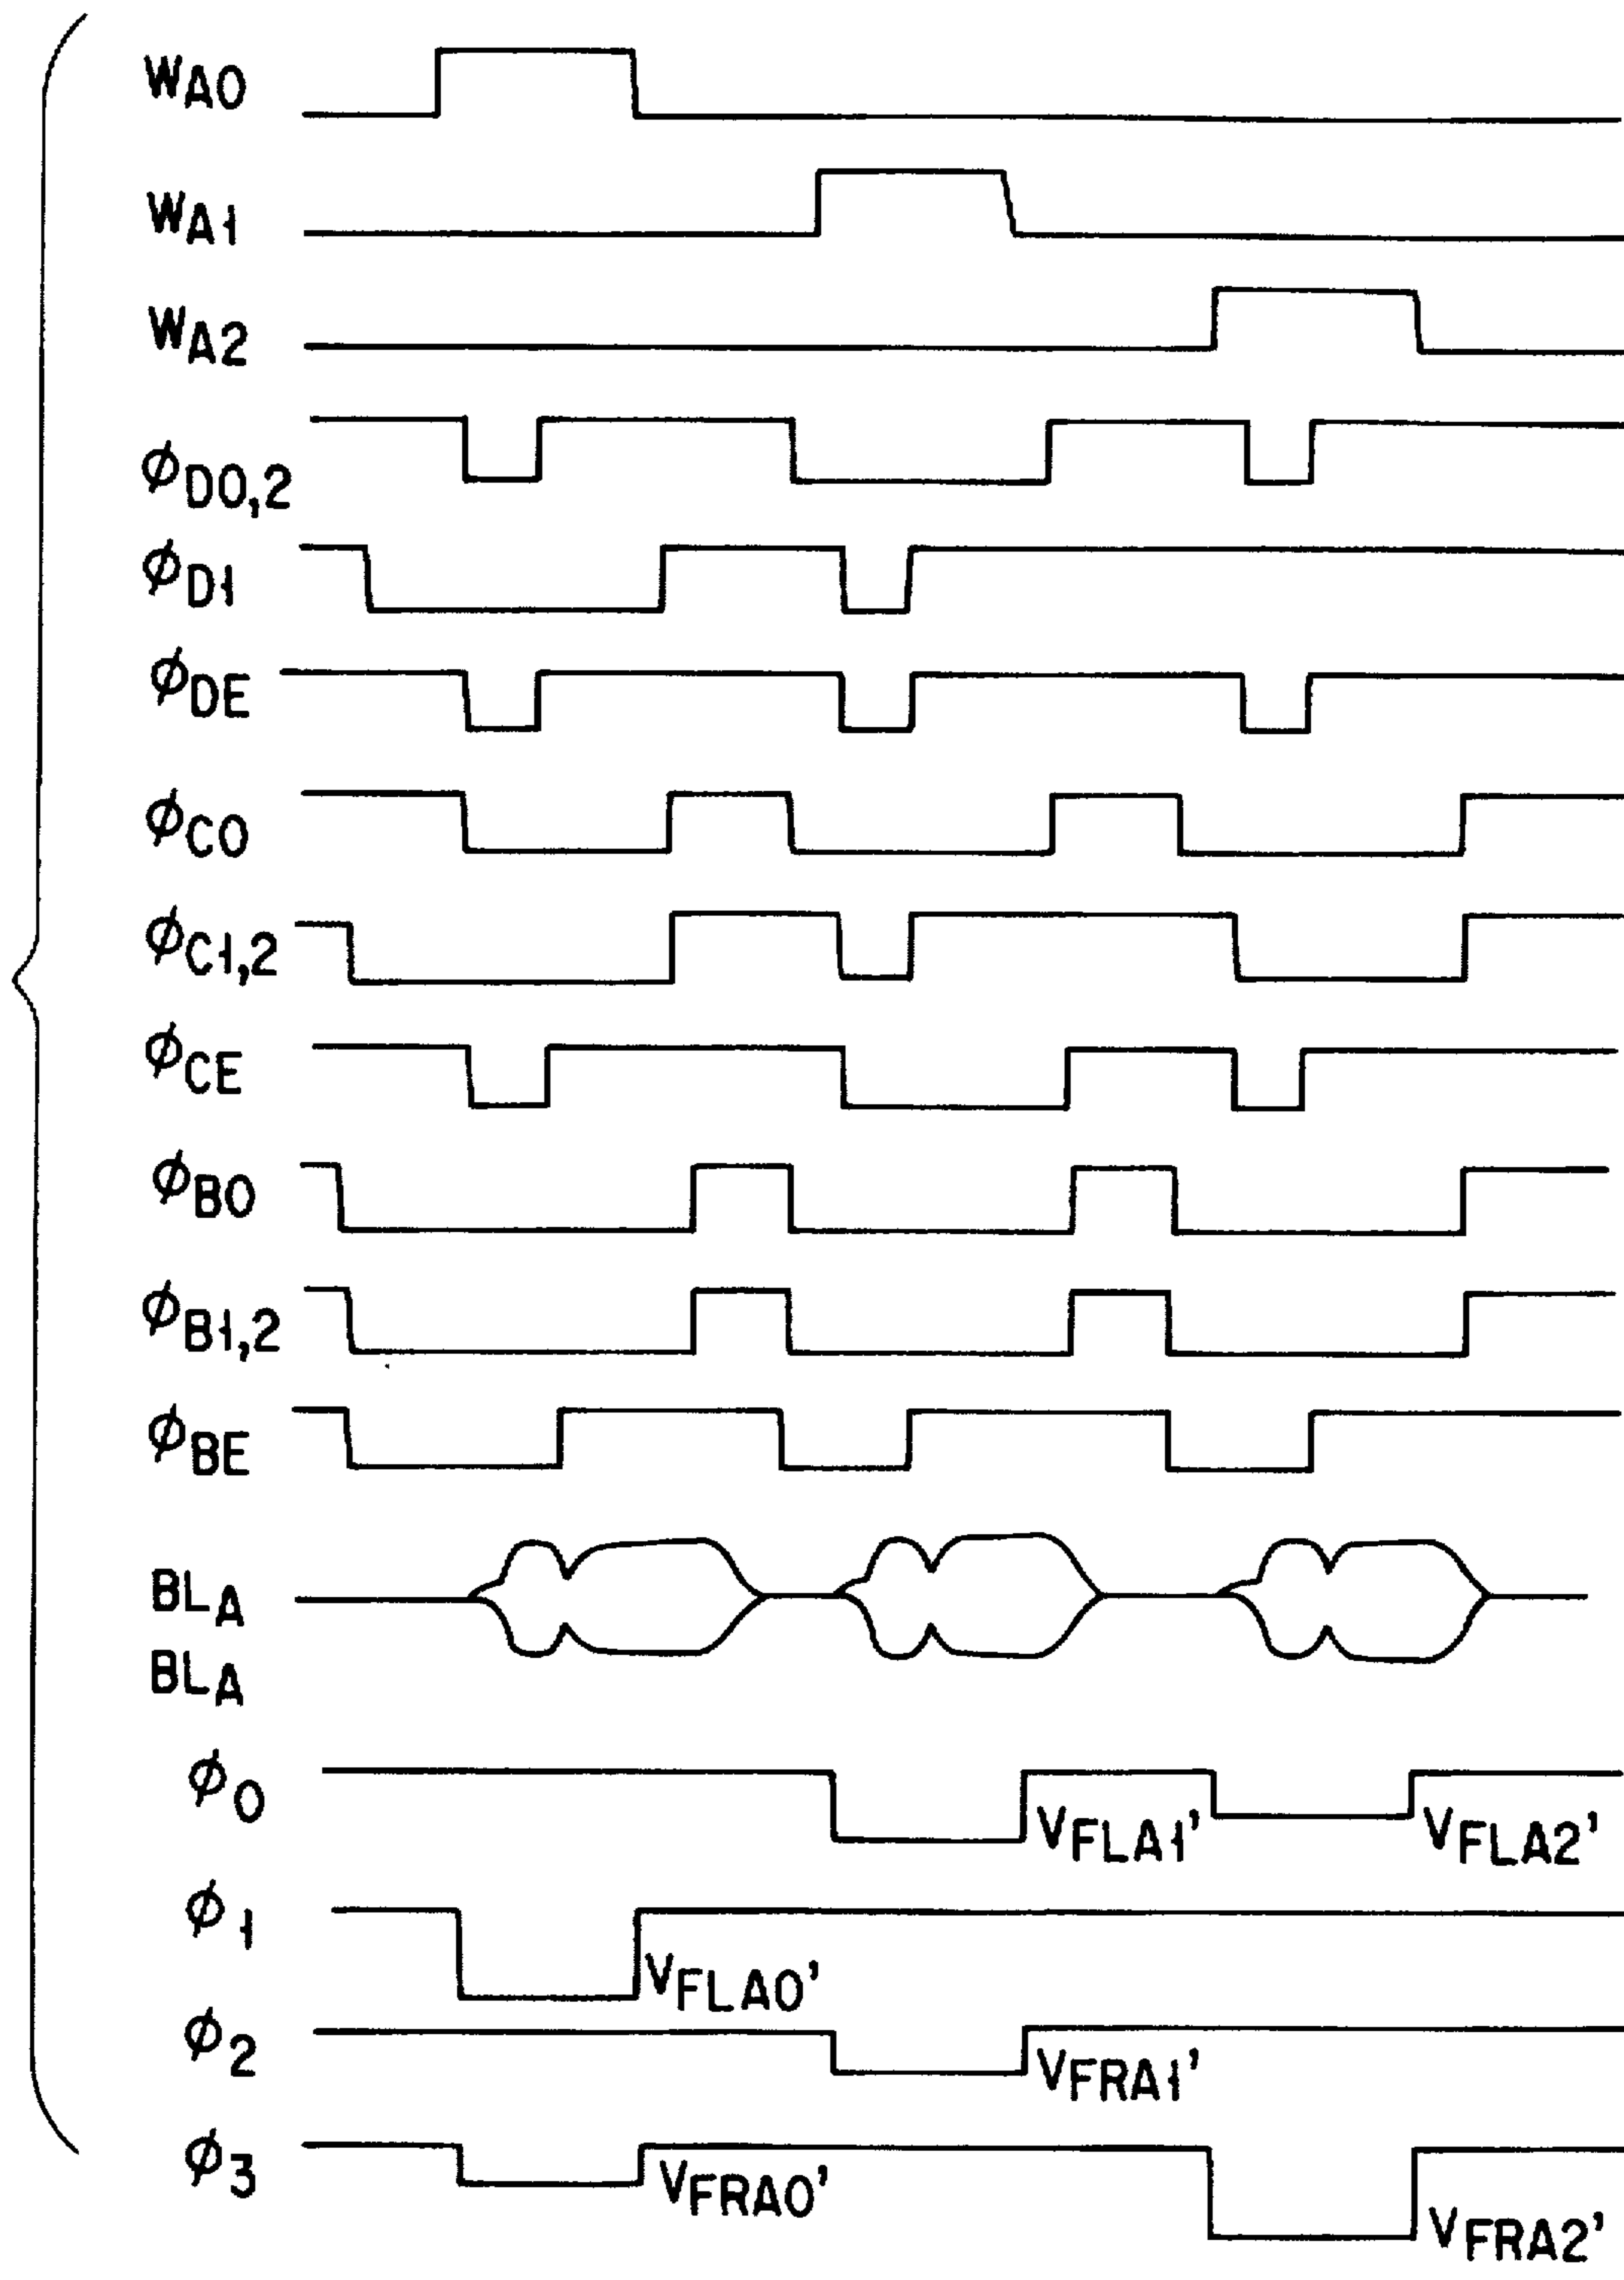 WA0
WA1
WA2
ϕD0,2
ϕD1
ϕDE
ϕC0
ϕC1,2
ϕCE
ϕB0
ϕB1,2
ϕBE
BLA
BLA
ϕ0
VFLA1' VFLA2'
ϕ1
VFLA0'
ϕ2
VFRA1'
ϕ3
VFRA0' VFRA2'